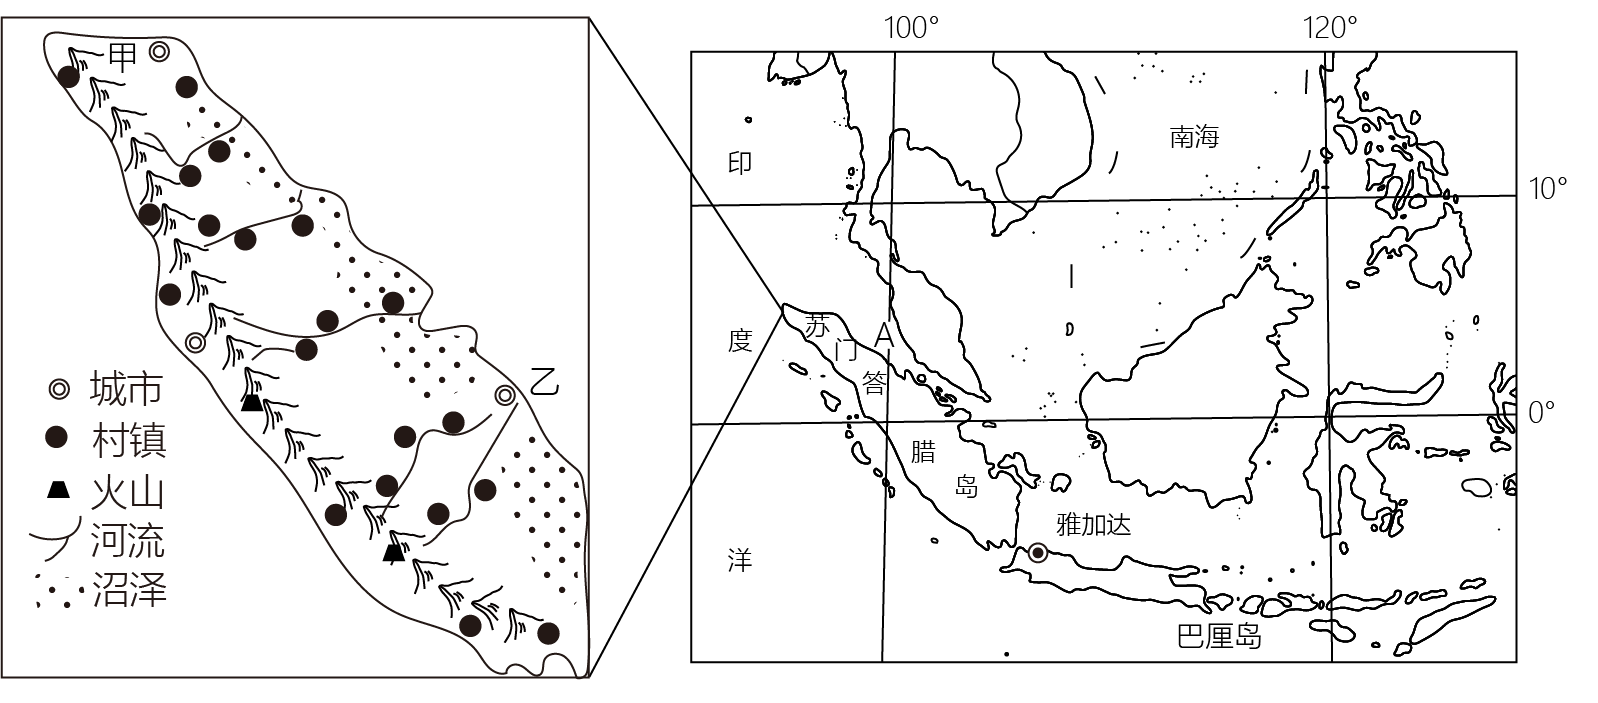 甲
乙
城市
村镇
火山
河流
沼泽
100°
120°
南海
印
10°
度
苏
门
A
答
0°
腊
岛
雅加达
洋
巴厘岛